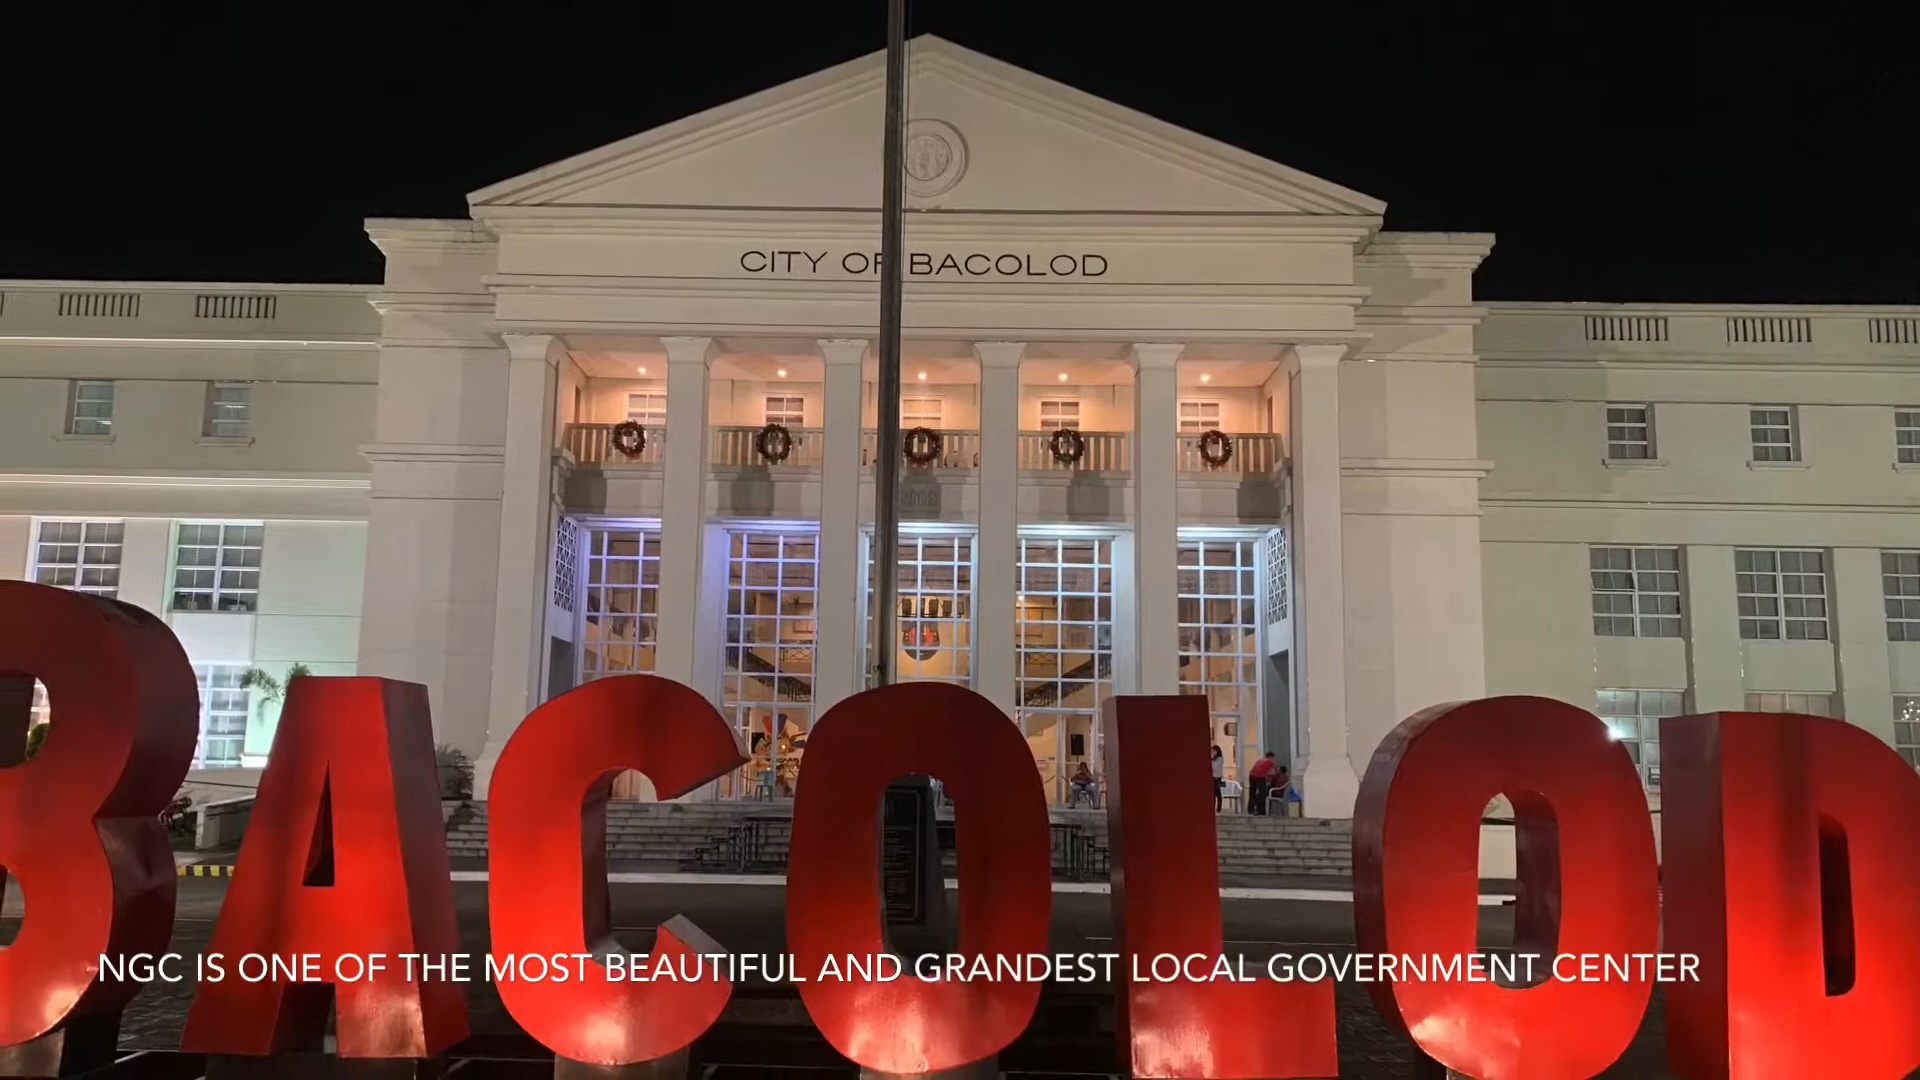 CITY OF BACOLOD
BACOLOD
NGC IS ONE OF THE MOST BEAUTIFUL AND GRANDEST LOCAL GOVERNMENT CENTER